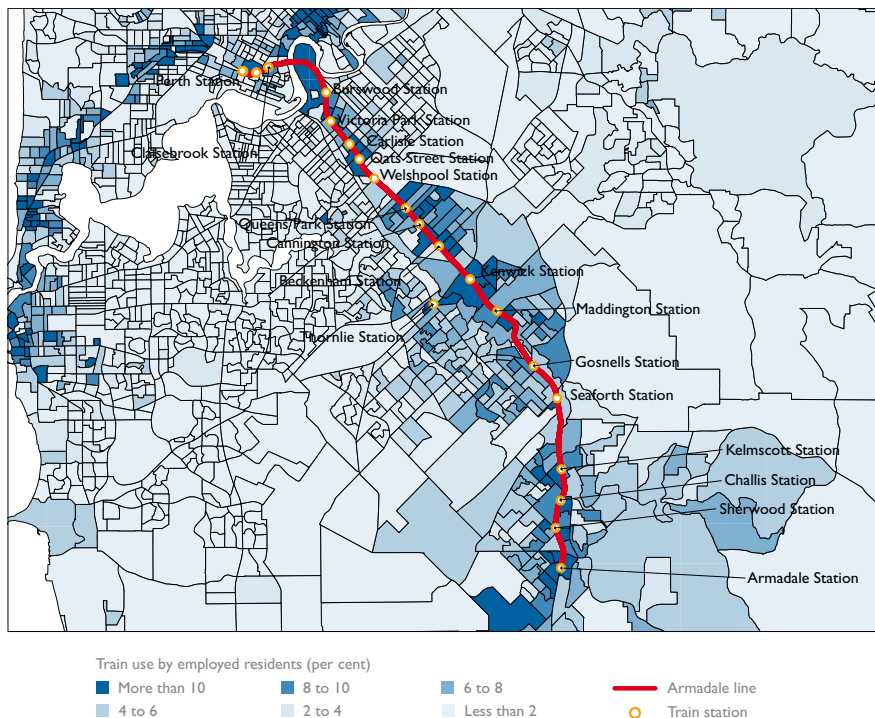 Perth Station
Burswood Station
Victoria Park Station
Carlisle Station
Claisebrook Station
Oats Street Station
Welshpool Station
Queens Park Station
Cannington Station
Kenwick Station
Beckenham Station
Maddington Station
Thornlie Station
Gosnells Station
Seaforth Station
Kelmscott Station
Challis Station
Sherwood Station
Armadale Station
Train use by employed residents (per cent)
More than 10 8 to 10 6 to 8 Armadale line
4 to 6 2 to 4 Less than 2 Train station